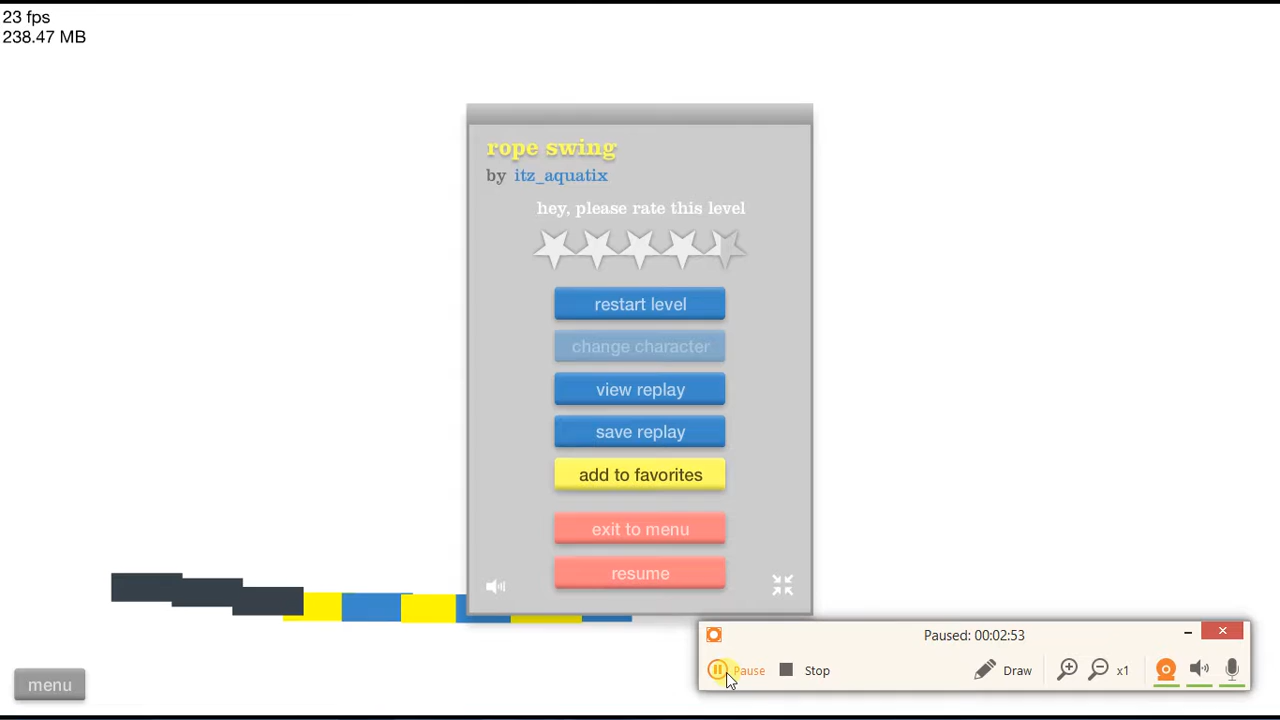 23 fps
238.47 MB
rope swing
by itz_aquatix
hey, please rate this level
restart level
change character
view replay
save replay
add to favorites
exit to menu
resume
Paused: 00:02:53
Pause
Stop
Draw
x1
menu